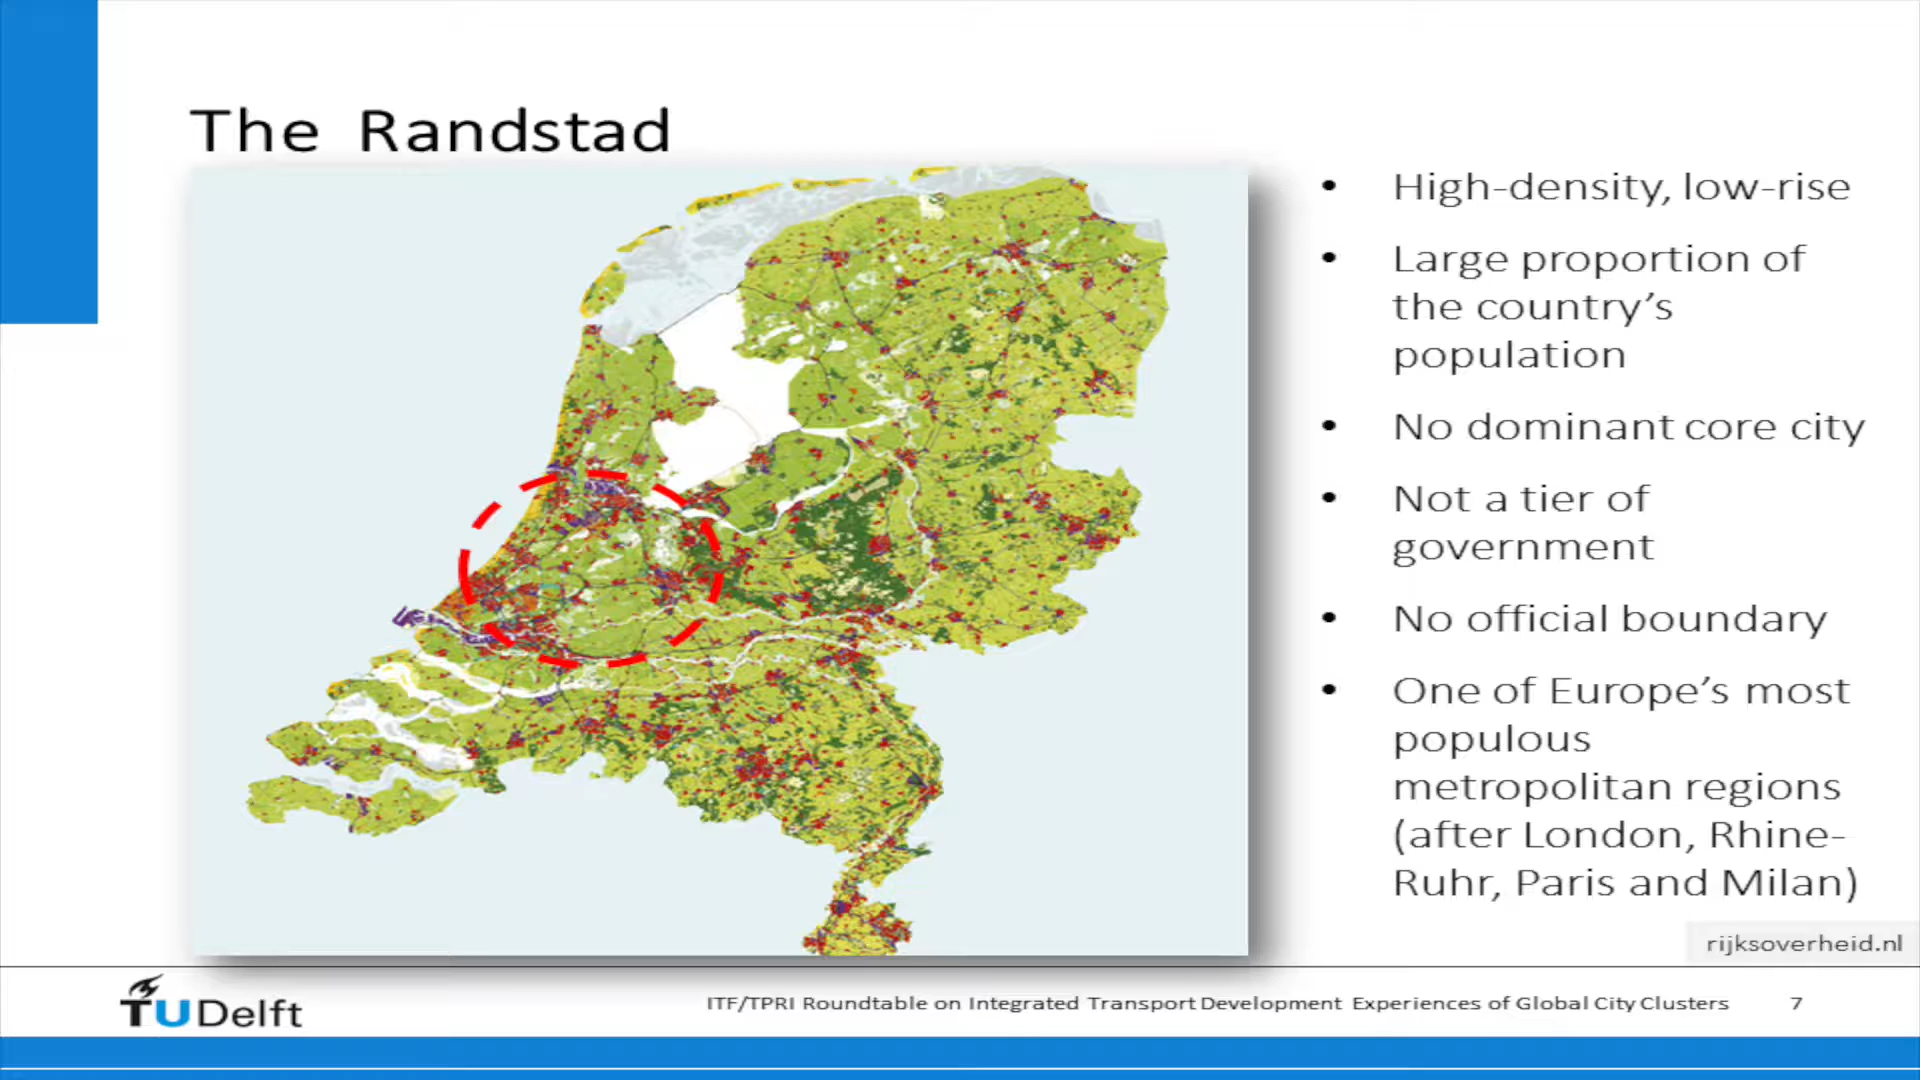 The Randstad
• High-density, low-rise
• Large proportion of
the country’s
population
• No dominant core city
• Not a tier of
government
• No official boundary
• One of Europe’s most
populous
metropolitan regions
(after London, Rhine-
Ruhr, Paris and Milan)
rijksoverheid.nl
TU Delft
ITF/TPRI Roundtable on Integrated Transport Development Experiences of Global City Clusters
7